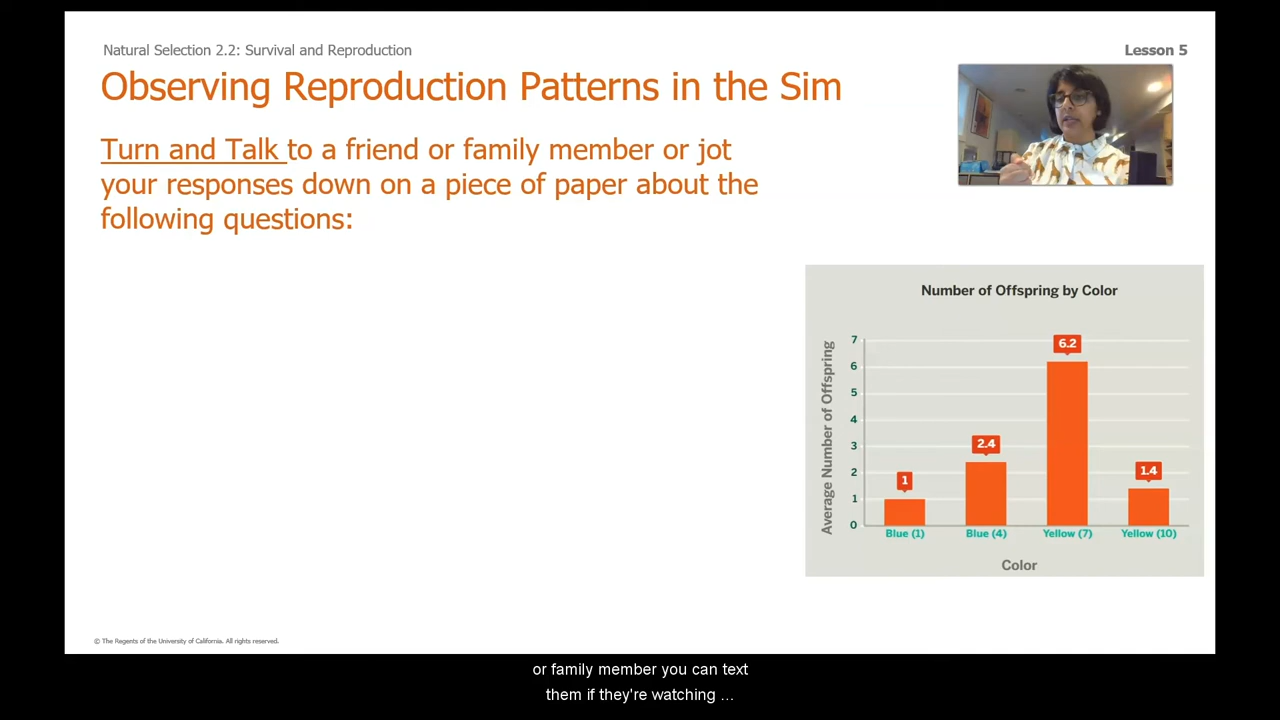 Natural Selection 2.2: Survival and Reproduction
Lesson 5
Observing Reproduction Patterns in the Sim
Turn and Talk to a friend or family member or jot
your responses down on a piece of paper about the
following questions:
Number of Offspring by Color
Average Number of Offspring
7
6
5
4
3
2
1
0
1
2.4
6.2
1.4
Blue (1)
Blue (4)
Yellow (7)
Yellow (10)
Color
© The Regents of the University of California. All rights reserved.
or family member you can text
them if they're watching ...